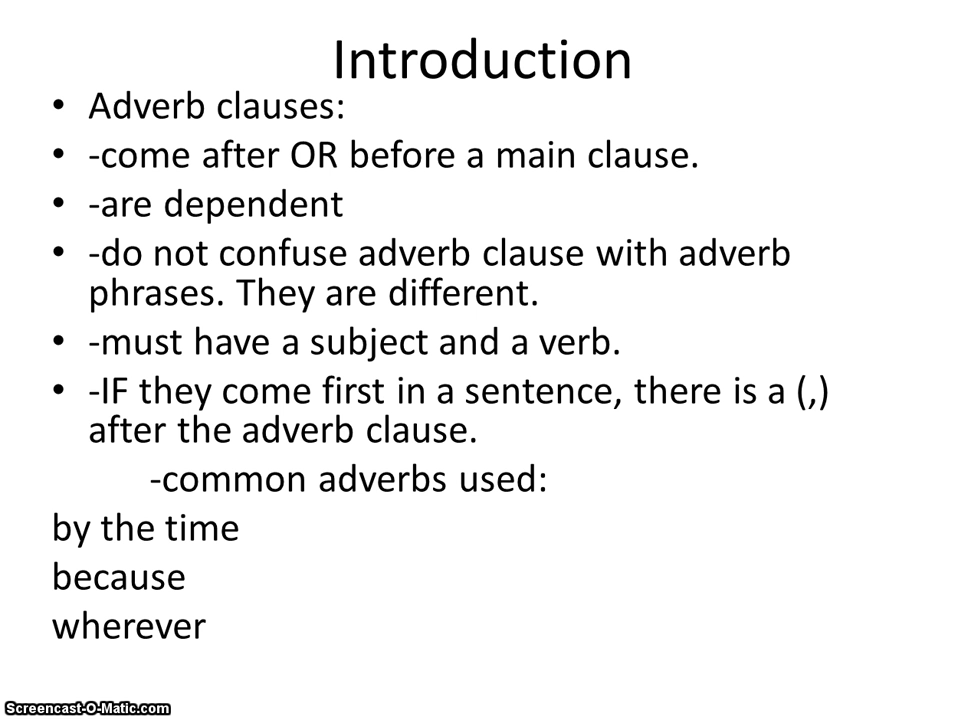 Introduction
• Adverb clauses:
• -come after OR before a main clause.
• -are dependent
• -do not confuse adverb clause with adverb
phrases. They are different.
• -must have a subject and a verb.
• -IF they come first in a sentence, there is a (,)
after the adverb clause.
-common adverbs used:
by the time
because
wherever
Screencast-O-Matic.com